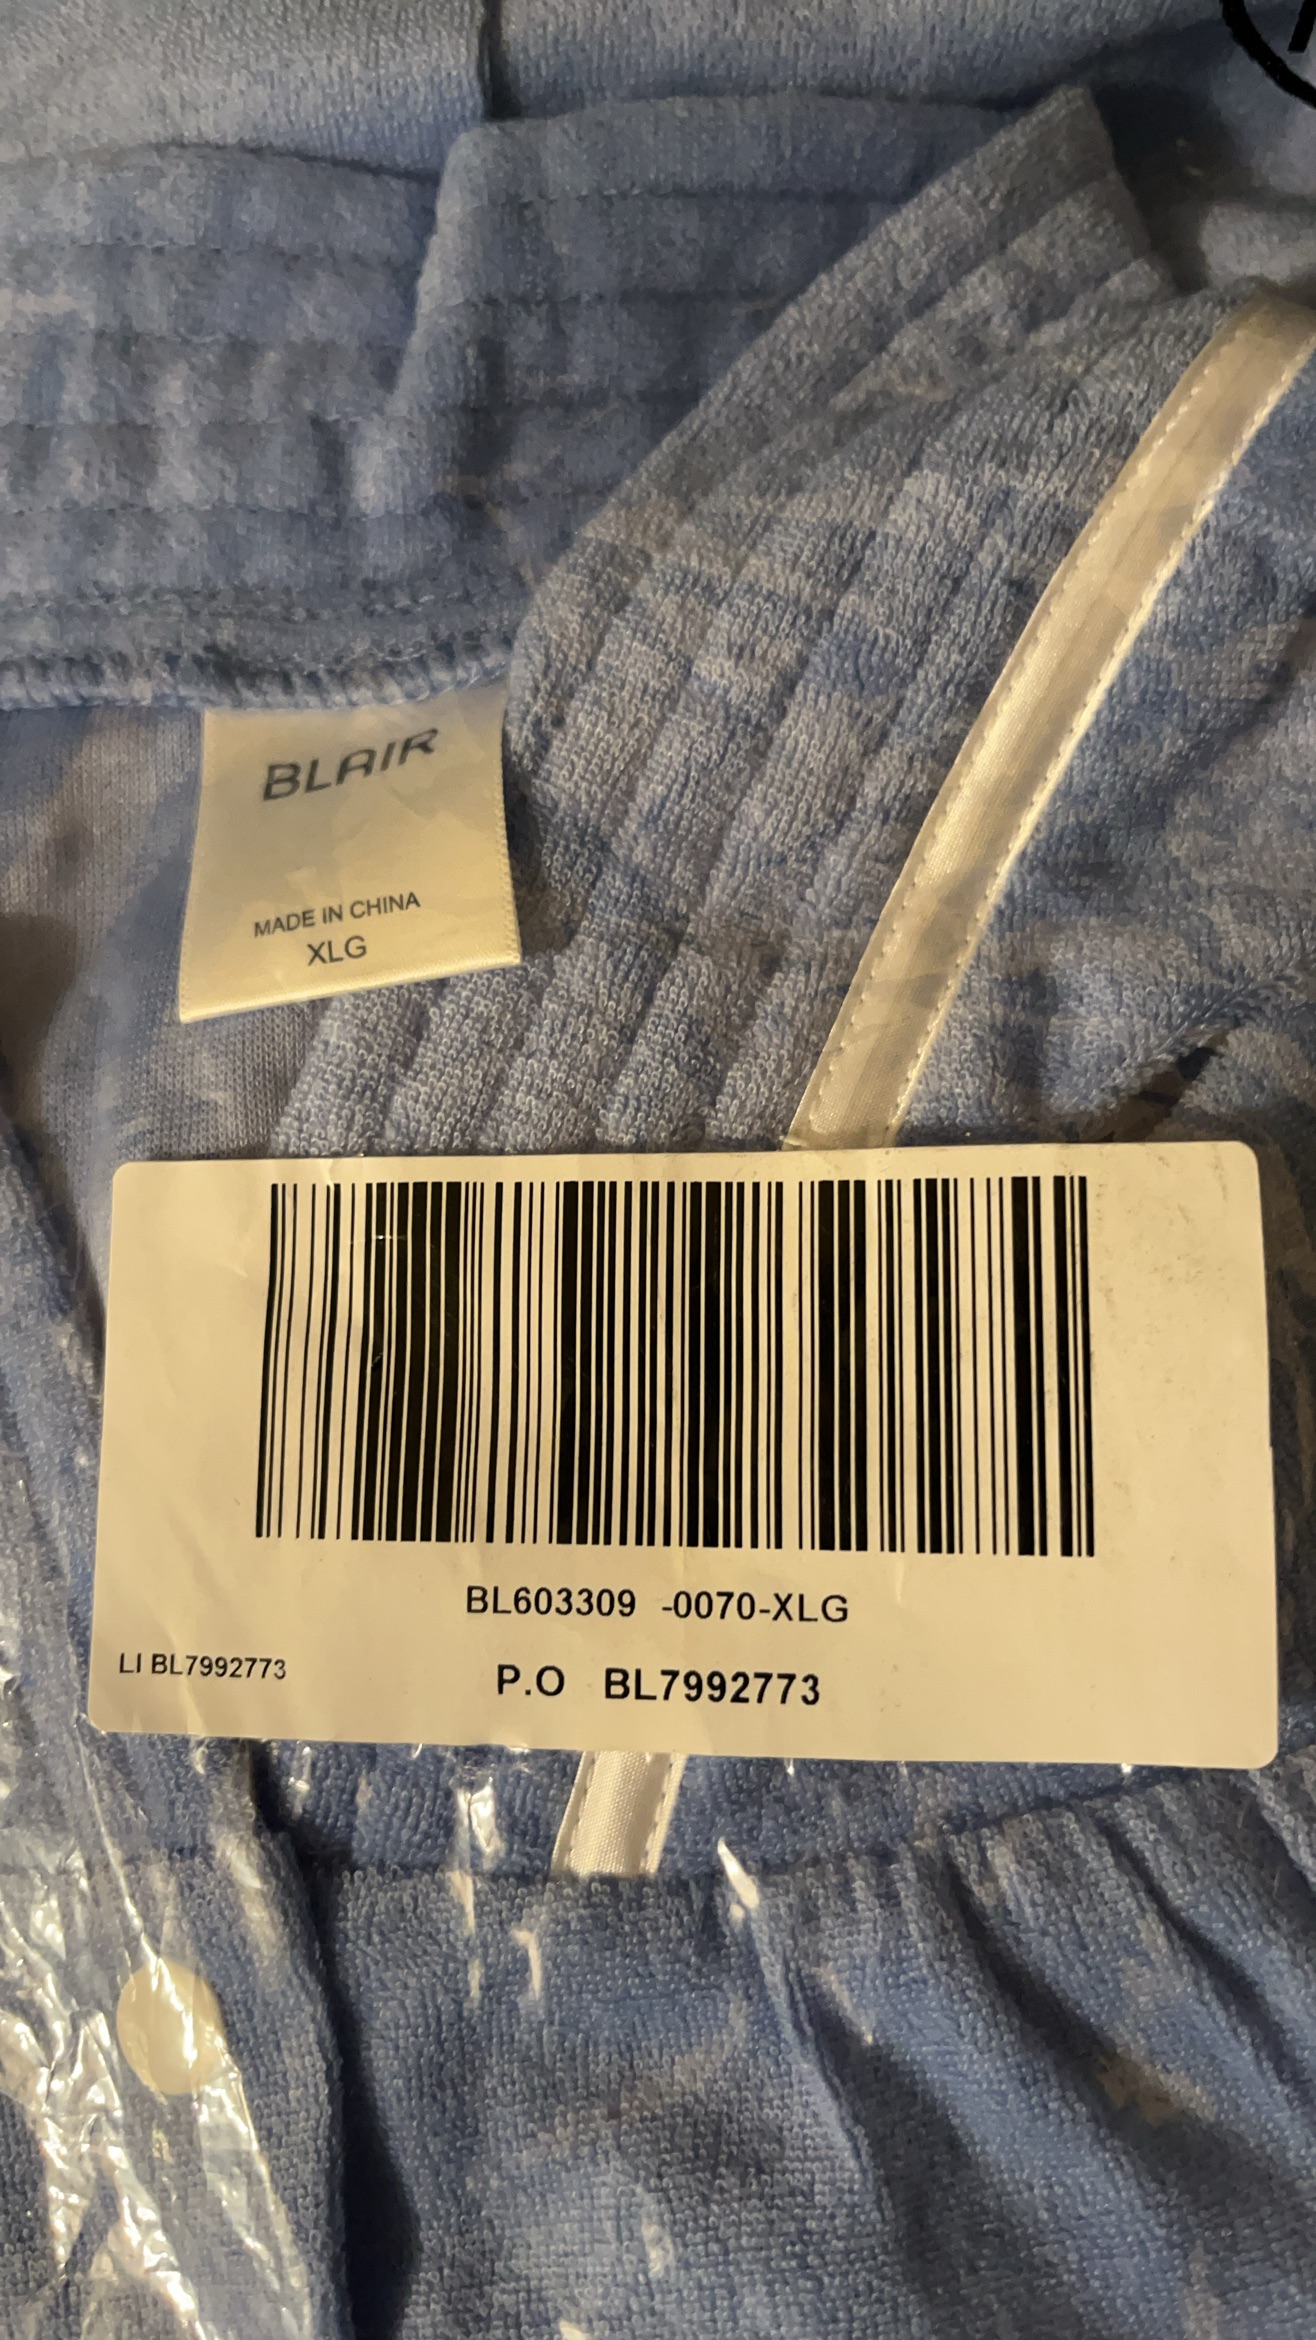 BLAIR
MADE IN CHINA
XLG
BL603309 -0070-XLG
LI BL7992773
P.O BL7992773